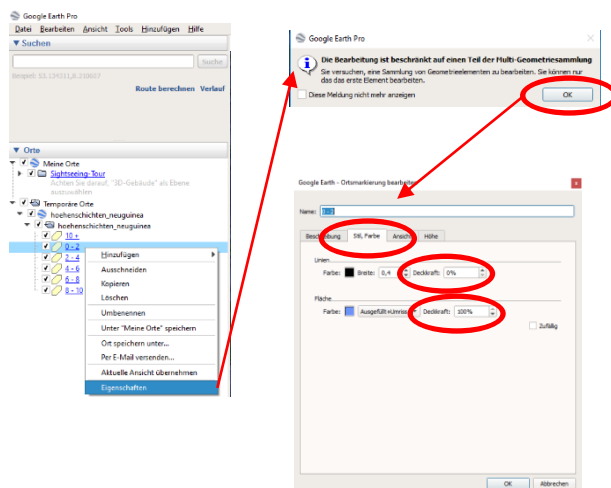 Google Earth Pro
Datei Bearbeiten Ansicht Tools Hinzufügen Hilfe
Suchen
Suche
Route berechnen Verlauf
Orte
Meine Orte
Sightseeing-Tour
Achten Sie darauf, "3D-Gebäude" als Ebene
auszuwählen
Temporäre Orte
hoehenschichten_neuguinea
hoehenschichten_neuguinea
10 +
0 - 2
2 - 4
4 - 6
6 - 8
8 - 10
Hinzufügen
Ausschneiden
Kopieren
Löschen
Umbenennen
Unter "Meine Orte" speichern
Ort speichern unter...
Per E-Mail versenden...
Aktuelle Ansicht übernehmen
Eigenschaften
Google Earth Pro
Die Bearbeitung ist beschränkt auf einen Teil der Multi-Geometriesammlung
Sie versuchen, eine Sammlung von Geometrieelementen zu bearbeiten. Sie können nur
das das erste Element bearbeiten.
Diese Meldung nicht mehr anzeigen
OK
Google Earth - Ortsmarkierung bearbeiten
Name: 0 - 2
Beschreibung Stil, Farbe Ansicht Höhe
Linien
Farbe: Breite: 0,4 Deckkraft: 0%
Fläche
Farbe: Ausgefüllt+Umriss Deckkraft: 100%
Zufällig
OK Abbrechen